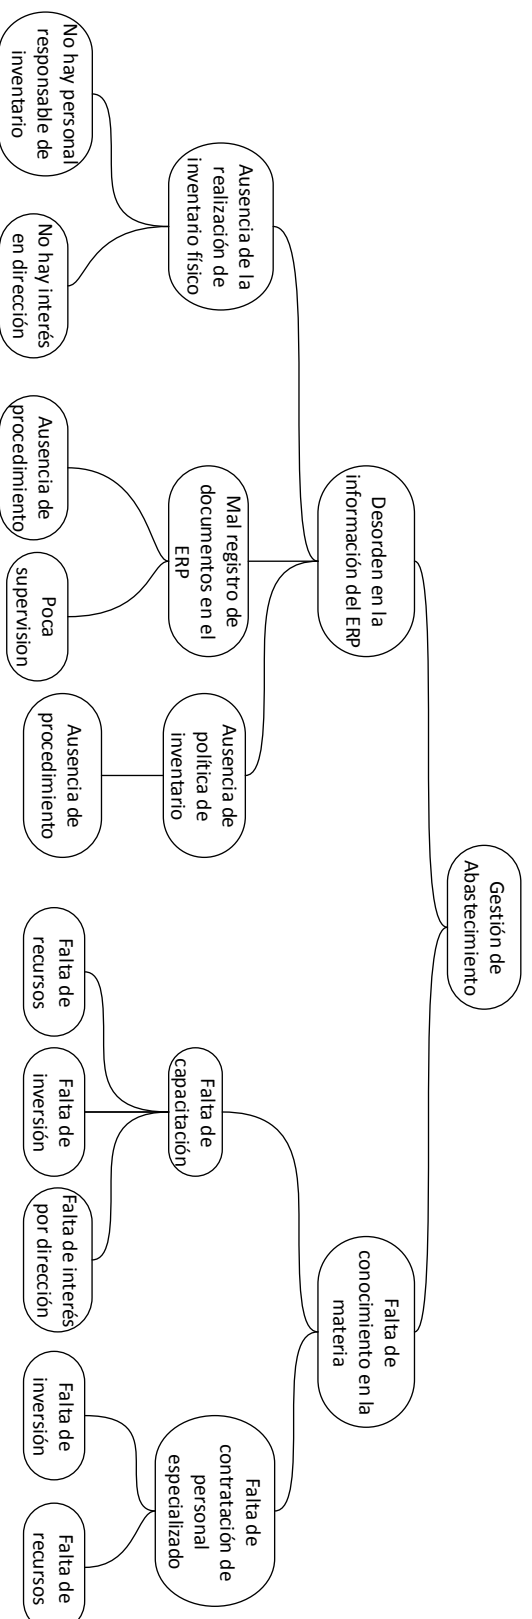 Gestión de
Abastecimiento
Desorden en la
información del ERP
Falta de
conocimiento en la
materia
Ausencia de la
realización de
inventario físico
Mal registro de
documentos en el
ERP
Ausencia de
política de
inventario
Falta de
capacitación
Falta de
contratación de
personal
especializado
No hay personal
responsable de
inventario
No hay interés
en dirección
Ausencia de
procedimiento
Poca
supervision
Ausencia de
procedimiento
Falta de
recursos
Falta de
inversión
Falta de interés
por dirección
Falta de
inversión
Falta de
recursos